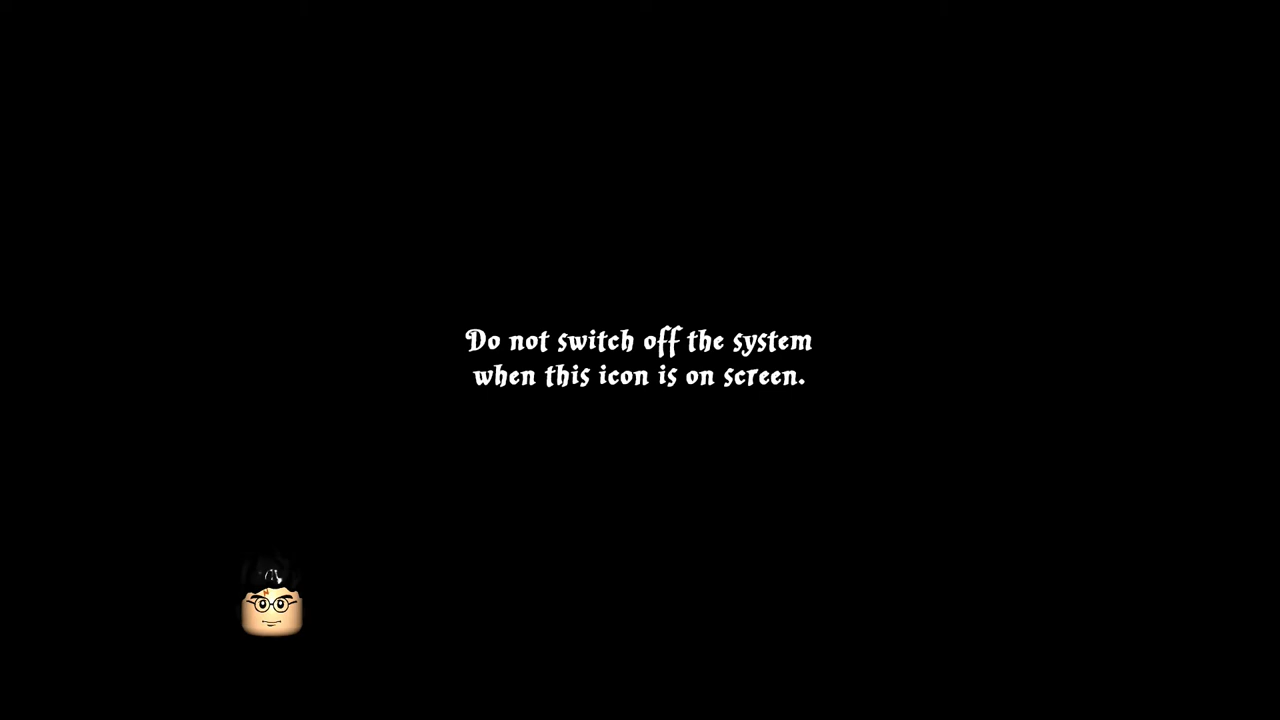 Do not switch off the system
when this icon is on screen.